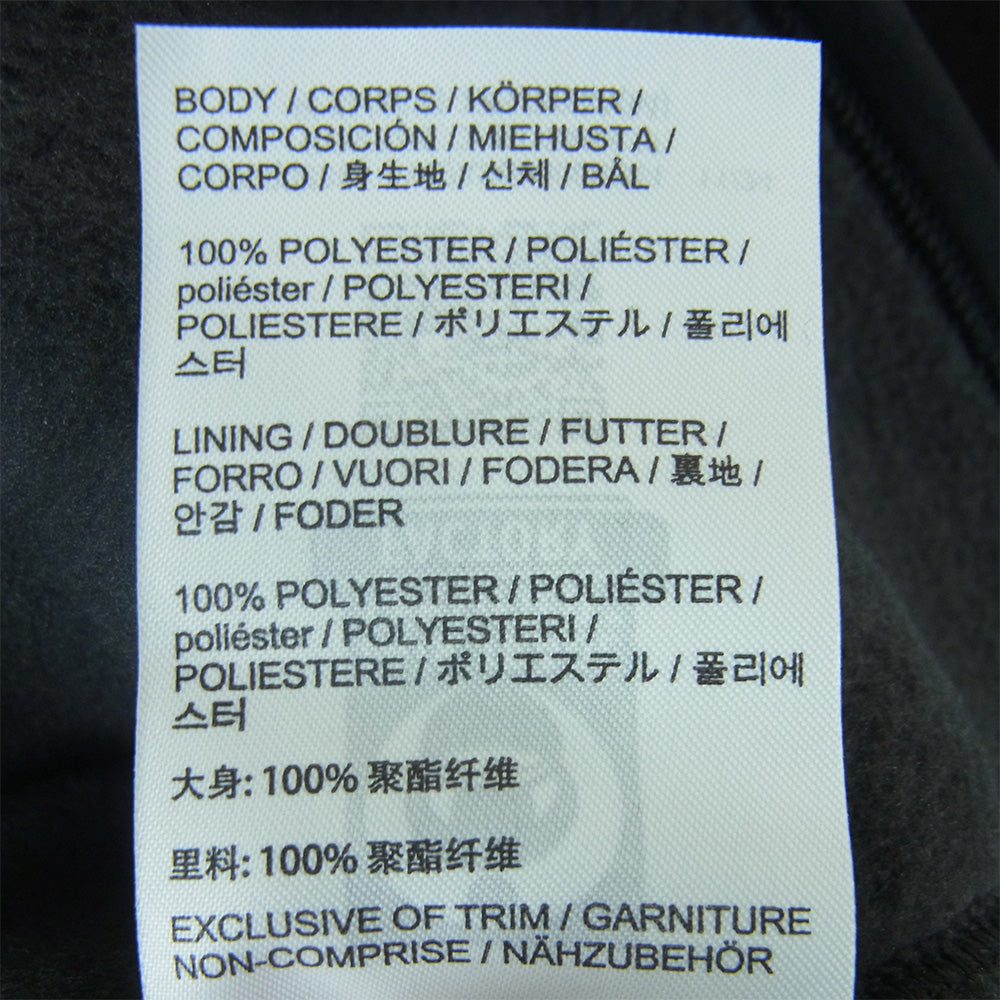 BODY / CORPS / KÖRPER /
COMPOSICIÓN / MIEHUSTA /
CORPO / 身生地 / 신체 / BÅL
100% POLYESTER / POLIÉSTER /
poliéster / POLYESTERI /
POLIESTERE / ポリエステル / 폴리에
스터
LINING / DOUBLURE / FUTTER /
FORRO / VUORI / FODERA / 裏地 /
안감 / FODER
100% POLYESTER / POLIÉSTER /
poliéster / POLYESTERI /
POLIESTERE / ポリエステル / 폴리에
스터
大身: 100% 聚酯纤维
里料: 100% 聚酯纤维
EXCLUSIVE OF TRIM / GARNITURE
NON-COMPRISE / NÄHZUBEHÖR